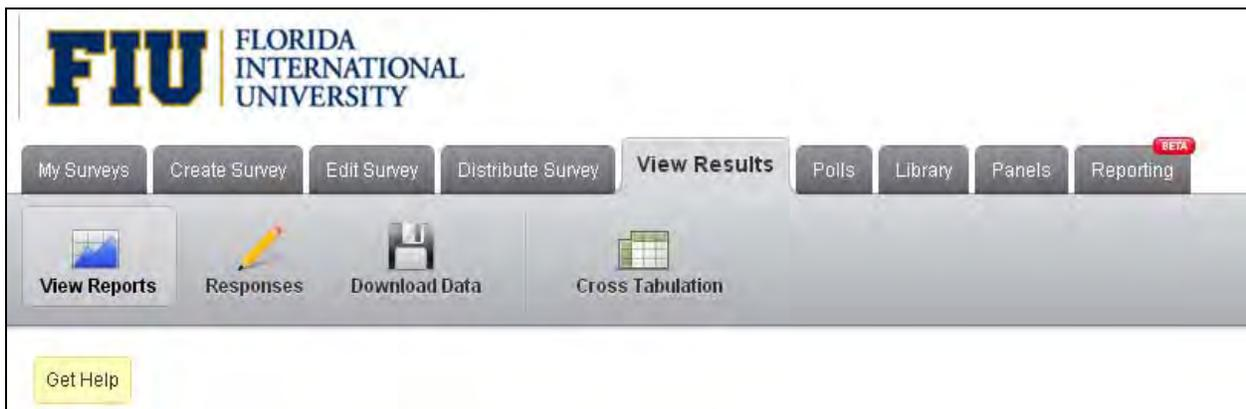 FIU
FLORIDA
INTERNATIONAL
UNIVERSITY
My Surveys Create Survey Edit Survey Distribute Survey View Results Polls Library Panels Reporting BETA
View Reports Responses Download Data Cross Tabulation
Get Help